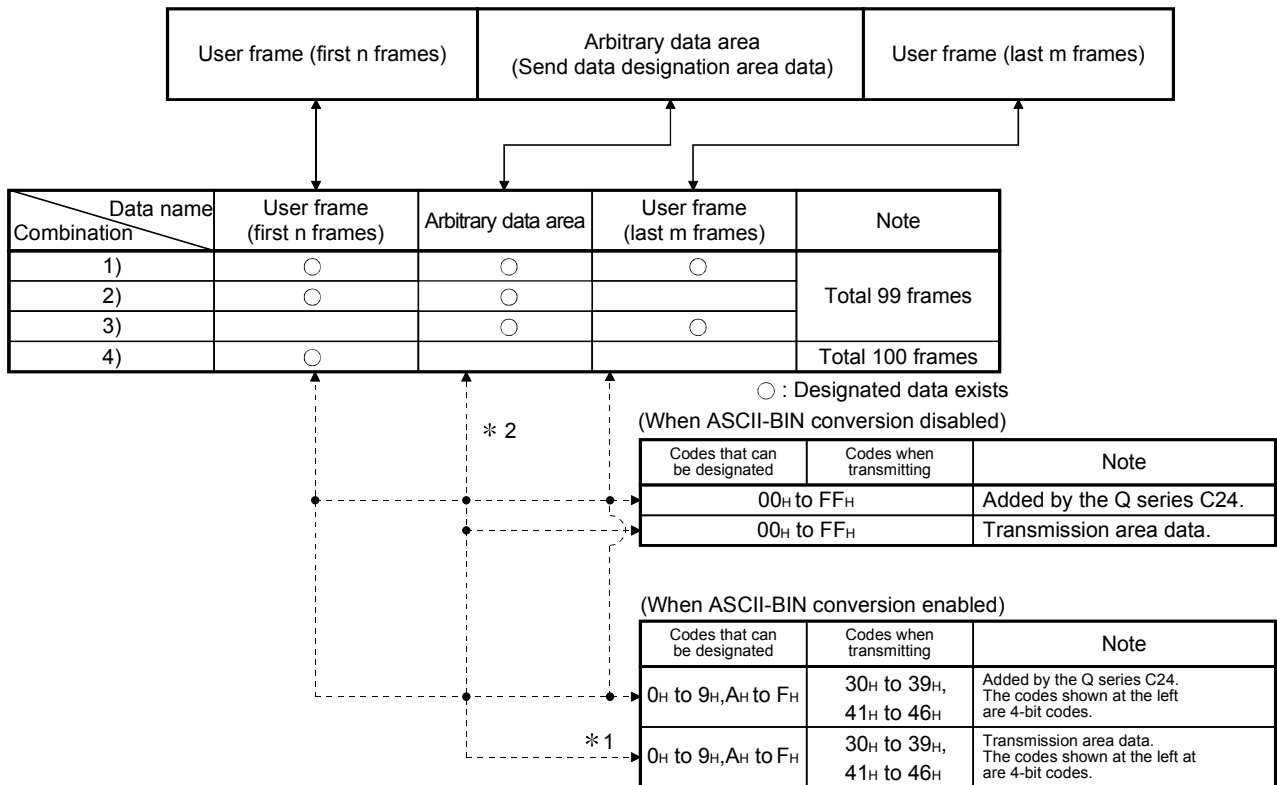 User frame (first n frames)
Arbitrary data area
(Send data designation area data)
User frame (last m frames)
Data name
Combination
User frame
(first n frames)
Arbitrary data area
User frame
(last m frames)
Note
1) ○ ○ ○
2) ○ ○
Total 99 frames
3) ○ ○
4) ○ Total 100 frames
○ : Designated data exists
(When ASCII-BIN conversion disabled)
∗ 2
Codes that can
be designated
Codes when
transmitting
Note
00H to FFH Added by the Q series C24.
00H to FFH Transmission area data.
(When ASCII-BIN conversion enabled)
Codes that can
be designated
Codes when
transmitting
Note
0H to 9H,AH to FH
30H to 39H,
41H to 46H
Added by the Q series C24.
The codes shown at the left
are 4-bit codes.
∗1
0H to 9H,AH to FH
30H to 39H,
41H to 46H
Transmission area data.
The codes shown at the left at
are 4-bit codes.